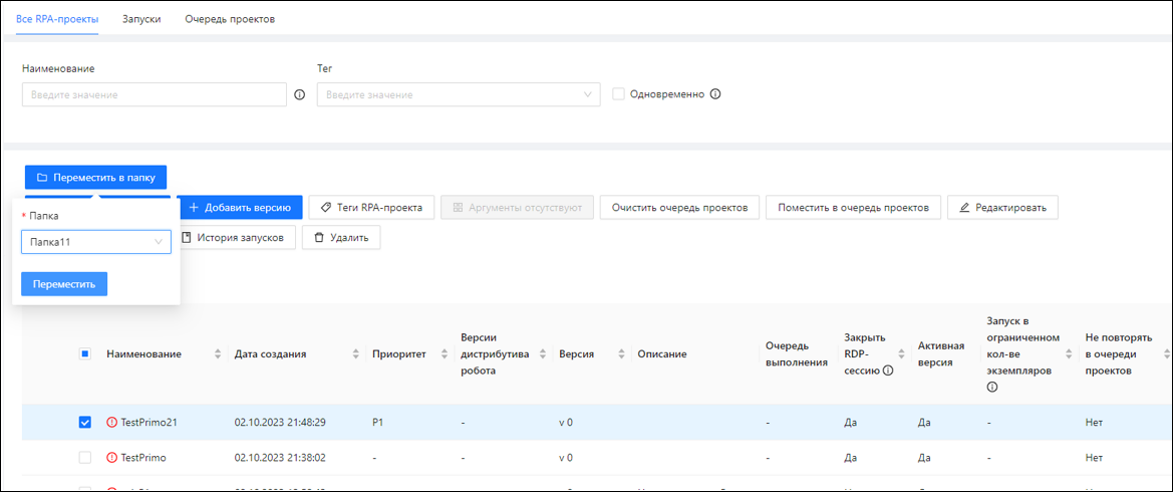 Все RPA-проекты Запуски Очередь проектов
Наименование Тег
Введите значение Введите значение Одновременно
Переместить в папку
* Папка
Добавить версию Теги RPA-проекта Аргументы отсутствуют Очистить очередь проектов Поместить в очередь проектов Редактировать
Папка11
История запусков Удалить
Переместить
Наименование Дата создания Приоритет Версии дистрибутива робота Версия Описание Очередь выполнения Закрыть RDP-сессию Активная версия Запуск в ограниченном кол-ве экземпляров Не повторять в очереди проектов
TestPrimo21 02.10.2023 21:48:29 P1 - v 0 - Да Да - Нет
TestPrimo 02.10.2023 21:38:02 - - v 0 - Да Да - Нет